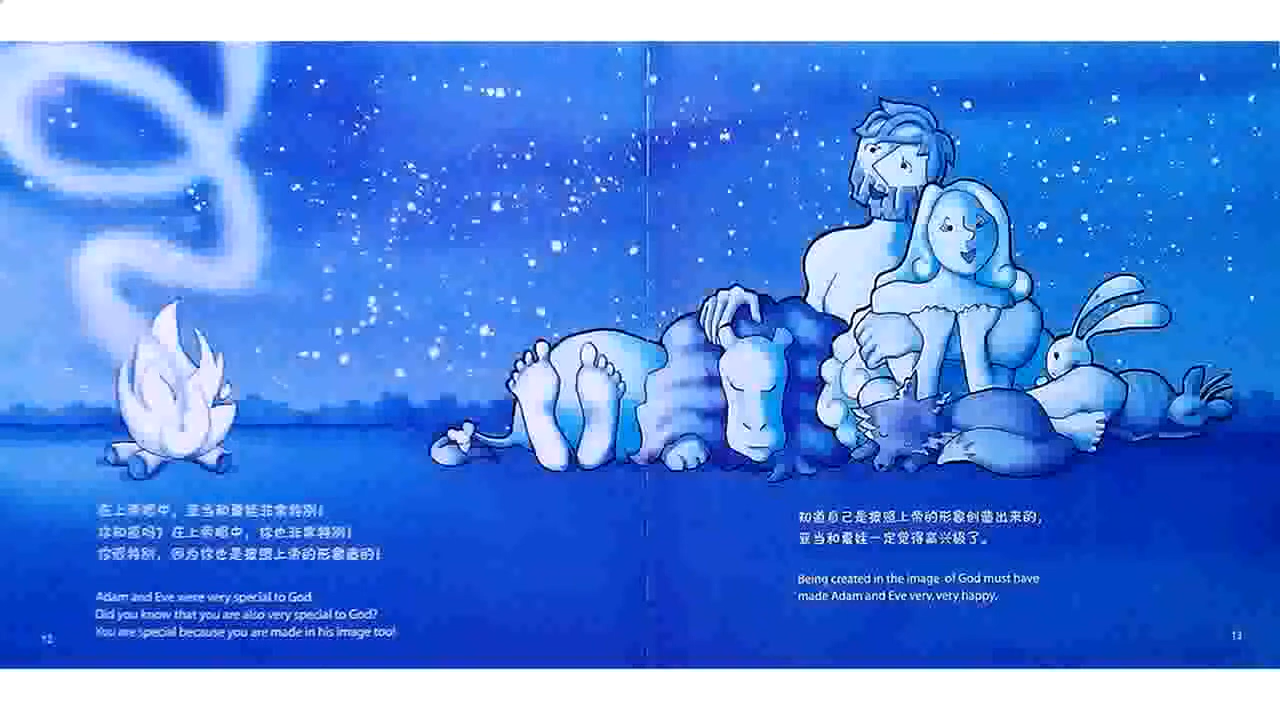 在上帝眼中，亚当和夏娃非常特别！
你知道吗？在上帝眼中，你也非常特别！
你很特别，因为你也是按照上帝的形象造的！
Adam and Eve were very special to God.
Did you know that you are also very special to God?
You are special because you are made in his image too!
12
知道自己是按照上帝的形象创造出来的，
亚当和夏娃一定觉得高兴极了。
Being created in the image of God must have
made Adam and Eve very, very happy.
13